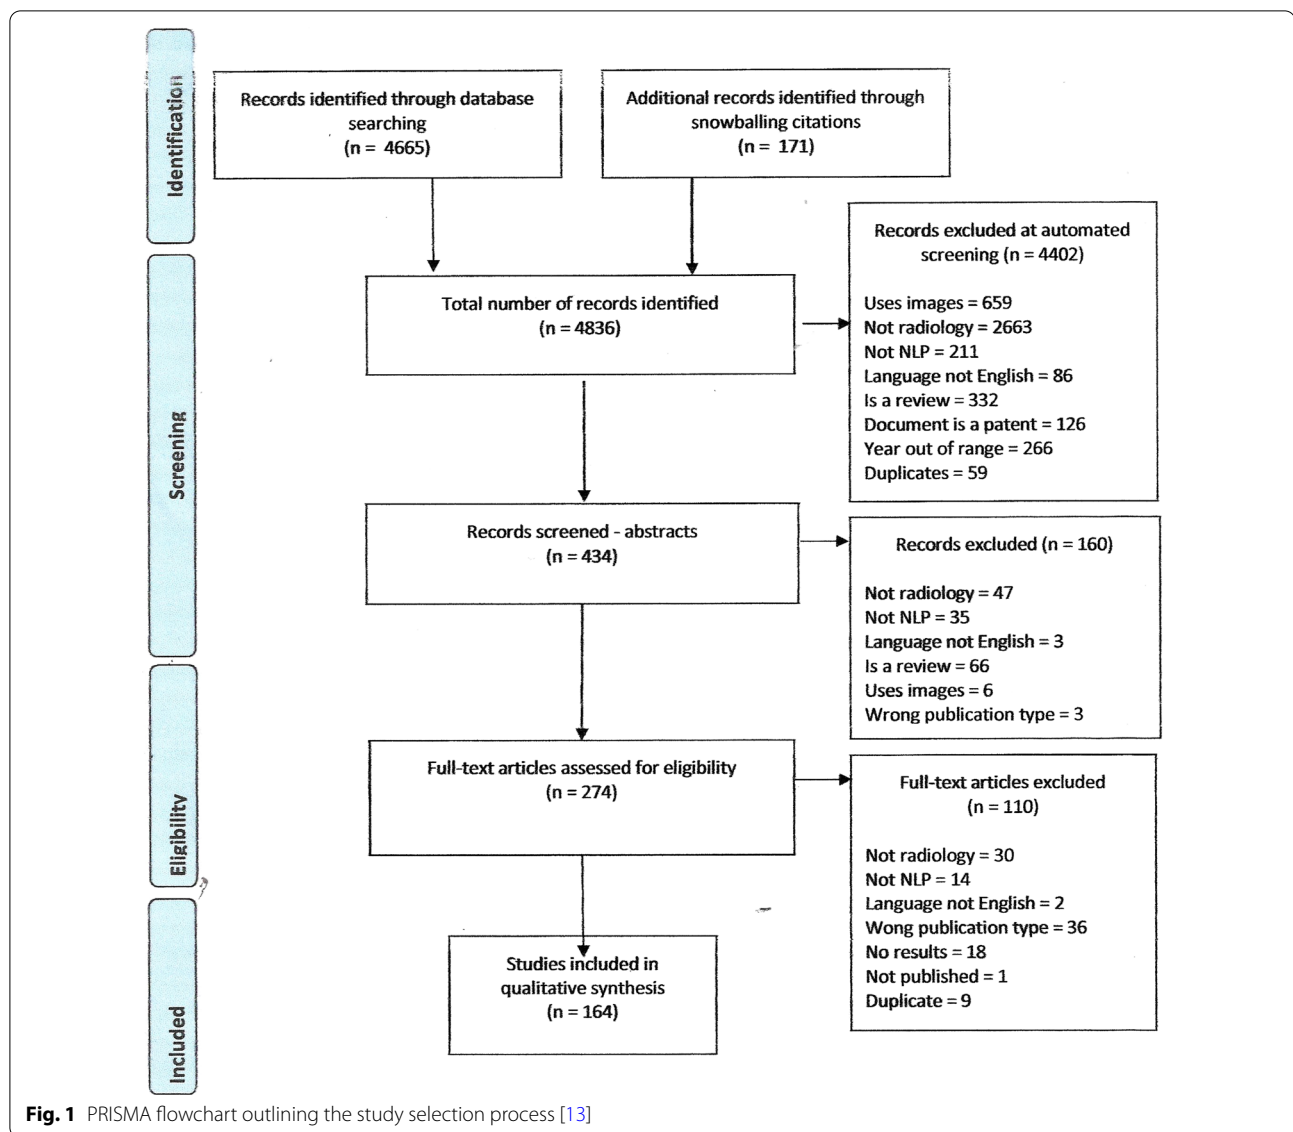 Identification
Records identified through database
searching
(n = 4665)
Additional records identified through
snowballing citations
(n = 171)
Records excluded at automated
screening (n = 4402)
Uses images = 659
Not radiology = 2663
Not NLP = 211
Language not English = 86
Is a review = 332
Document is a patent = 126
Year out of range = 266
Duplicates = 59
Screening
Total number of records identified
(n = 4836)
Records screened - abstracts
(n = 434)
Records excluded (n = 160)
Not radiology = 47
Not NLP = 35
Language not English = 3
Is a review = 66
Uses images = 6
Wrong publication type = 3
Eligibility
Full-text articles assessed for eligibility
(n = 274)
Full-text articles excluded
(n = 110)
Not radiology = 30
Not NLP = 14
Language not English = 2
Wong publication type = 36
No results = 18
Not published = 1
Duplicate = 9
Included
Studies included in
qualitative synthesis
(n = 164)
Fig. 1 PRISMA flowchart outlining the study selection process [13]